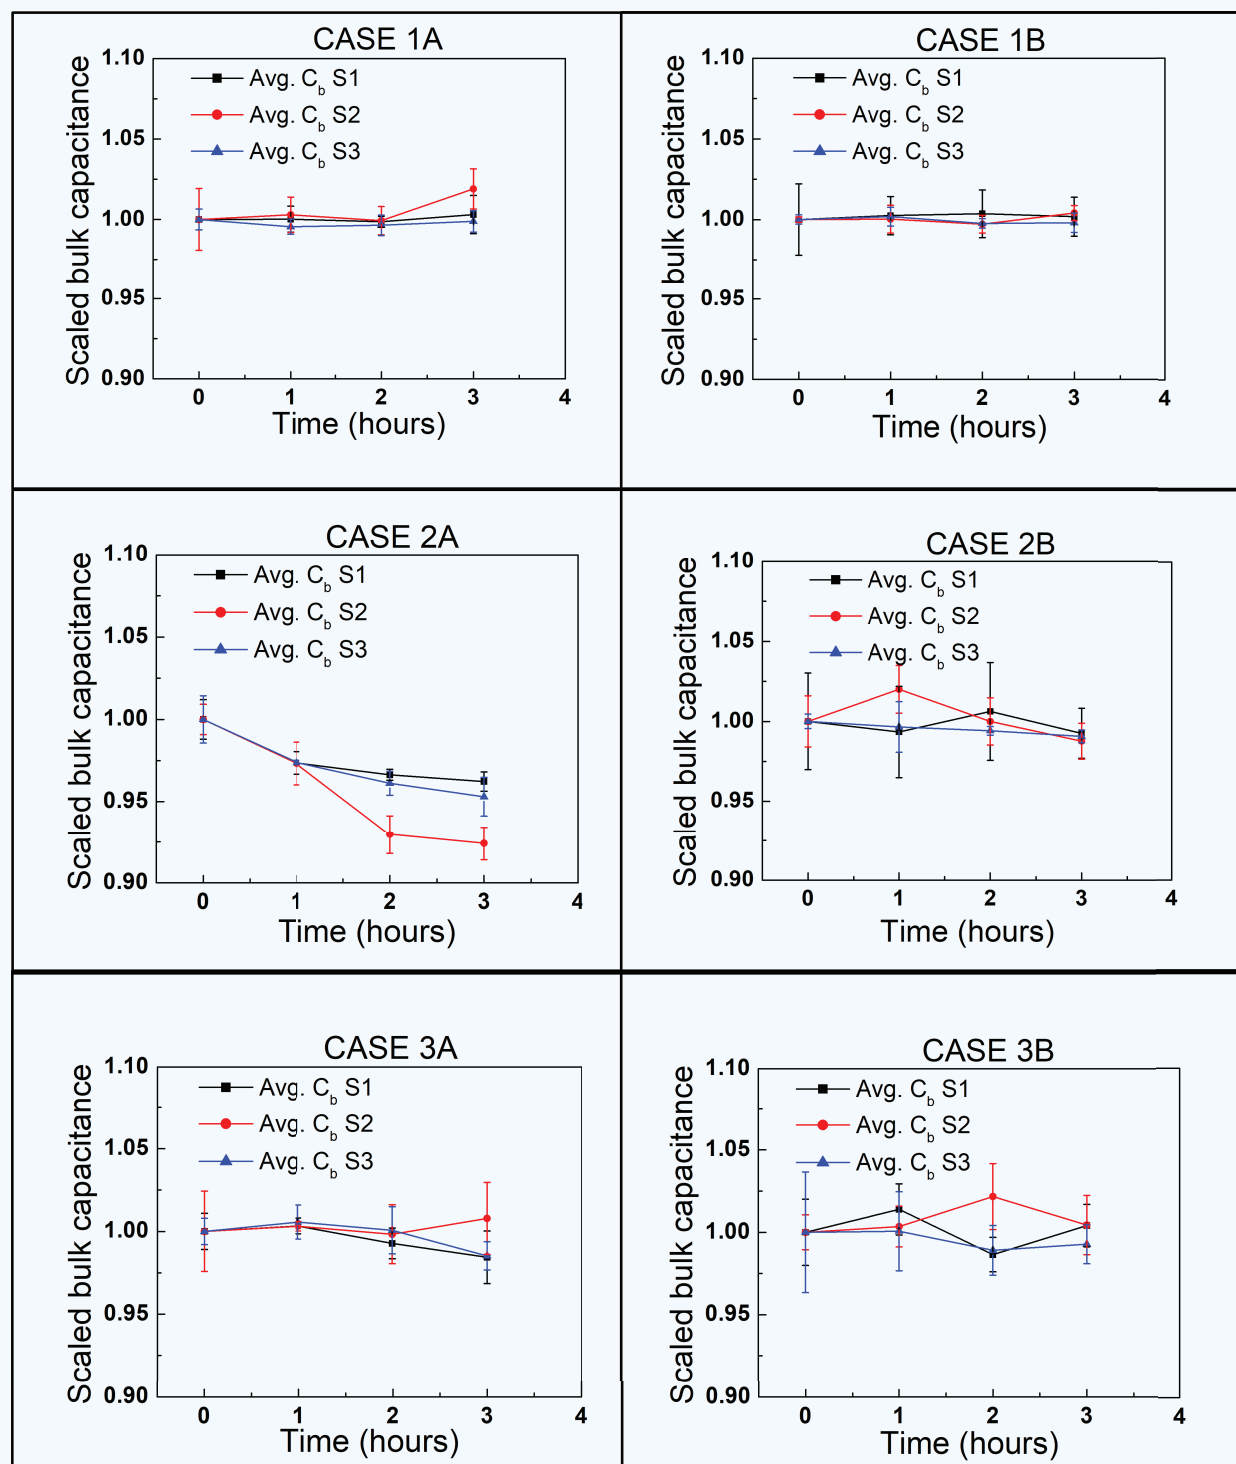 CASE 1A
Scaled bulk capacitance
1.10
1.05
1.00
0.95
0.90
Avg. Cb S1
Avg. Cb S2
Avg. Cb S3
0 1 2 3 4
Time (hours)
CASE 1B
Scaled bulk capacitance
1.10
1.05
1.00
0.95
0.90
Avg. Cb S1
Avg. Cb S2
Avg. Cb S3
0 1 2 3 4
Time (hours)
CASE 2A
Scaled bulk capacitance
1.10
1.05
1.00
0.95
0.90
Avg. Cb S1
Avg. Cb S2
Avg. Cb S3
0 1 2 3 4
Time (hours)
CASE 2B
Scaled bulk capacitance
1.10
1.05
1.00
0.95
0.90
Avg. Cb S1
Avg. Cb S2
Avg. Cb S3
0 1 2 3 4
Time (hours)
CASE 3A
Scaled bulk capacitance
1.10
1.05
1.00
0.95
0.90
Avg. Cb S1
Avg. Cb S2
Avg. Cb S3
0 1 2 3 4
Time (hours)
CASE 3B
Scaled bulk capacitance
1.10
1.05
1.00
0.95
0.90
Avg. Cb S1
Avg. Cb S2
Avg. Cb S3
0 1 2 3 4
Time (hours)